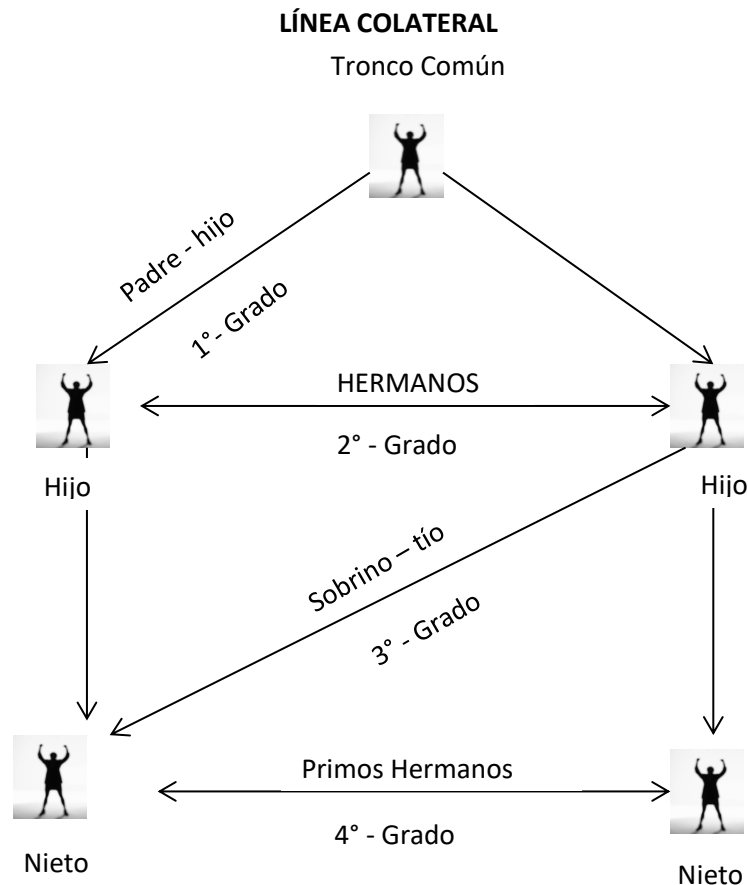 LÍNEA COLATERAL
Tronco Común
Padre - hijo
1°- Grado
HERMANOS
2° - Grado
Hijo
Hijo
Sobrino – tío
3° - Grado
Primos Hermanos
4° - Grado
Nieto
Nieto